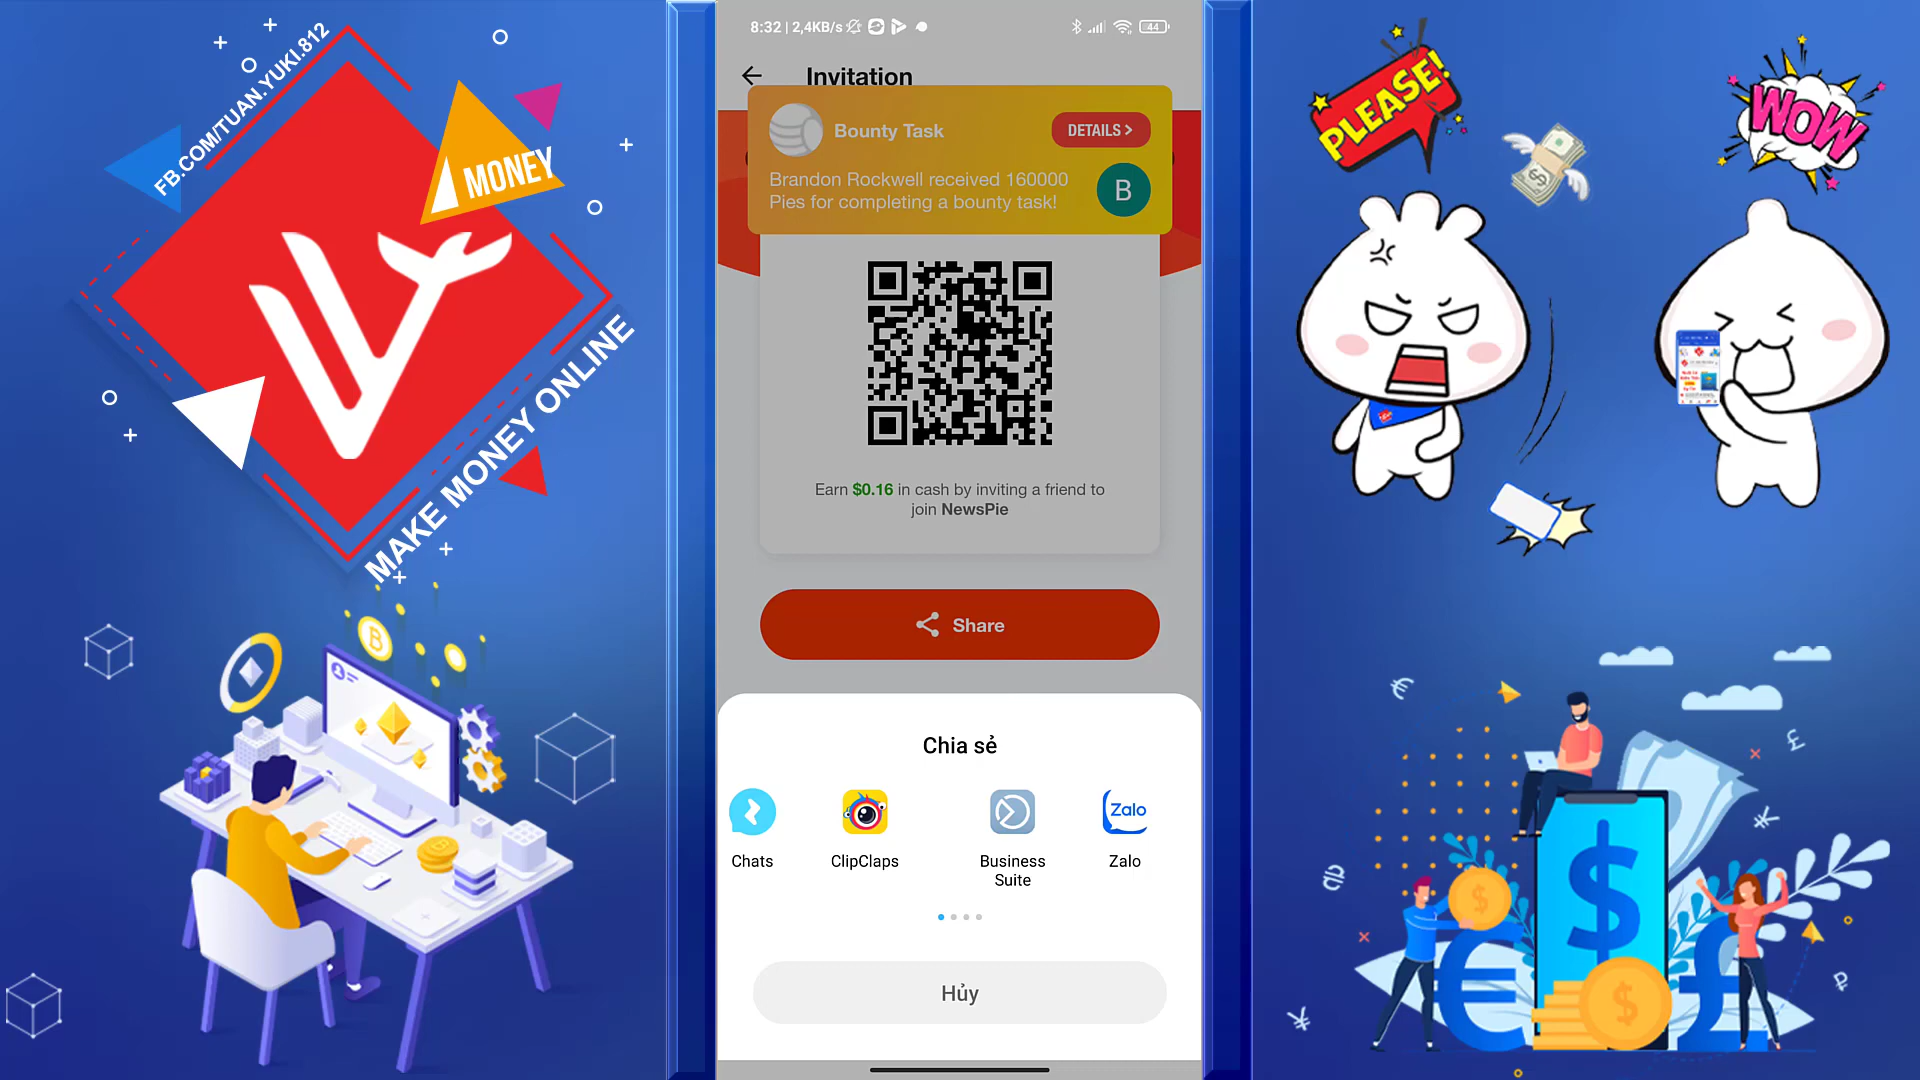 FB.COM/TUAN.YUKI.812
MONEY
MAKE MONEY ONLINE
8:32 | 2,4KB/s
44
Invitation
Bounty Task
DETAILS >
Brandon Rockwell received 160000
Pies for completing a bounty task!
B
Earn $0.16 in cash by inviting a friend to
join NewsPie
Share
Chia sẻ
Chats
ClipClaps
Zalo
Business
Suite
Zalo
Hủy
PLEASE!
WOW